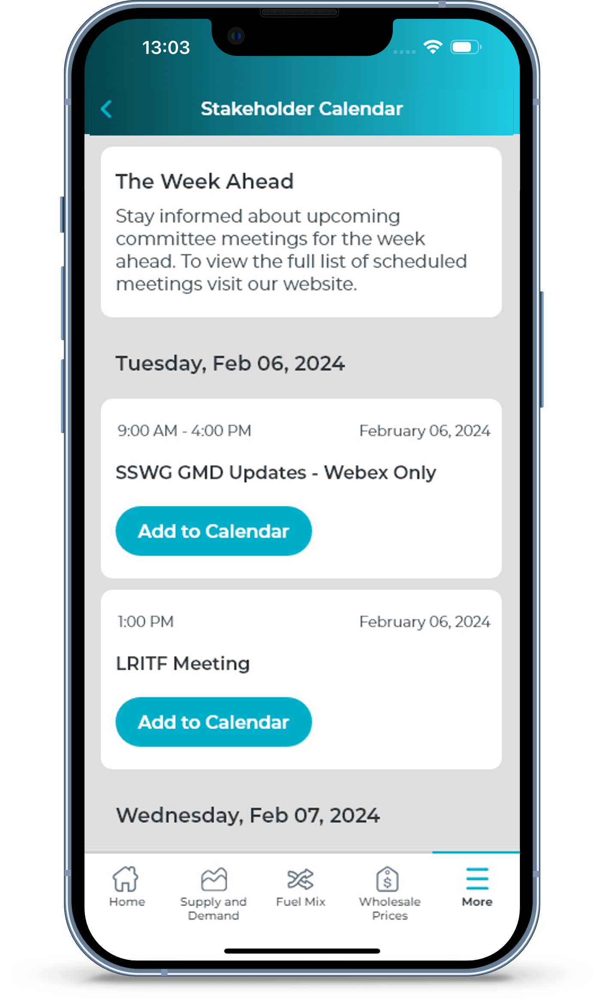 13:03
Stakeholder Calendar
The Week Ahead
Stay informed about upcoming
committee meetings for the week
ahead. To view the full list of scheduled
meetings visit our website.
Tuesday, Feb 06, 2024
9:00 AM - 4:00 PM February 06, 2024
SSWG GMD Updates - Webex Only
Add to Calendar
1:00 PM February 06, 2024
LRITF Meeting
Add to Calendar
Wednesday, Feb 07, 2024
Home
Supply and
Demand
Fuel Mix
$
Wholesale
Prices
More